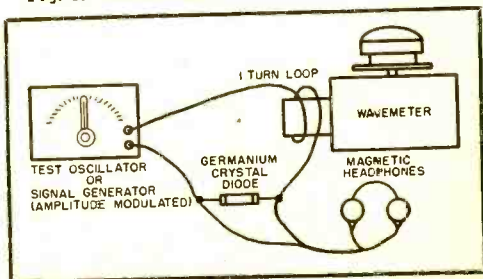 1 TURN LOOP
WAVEMETER
TEST OSCILLATOR
OR
SIGNAL GENERATOR
(AMPLITUDE MODULATED)
GERMANIUM
CRYSTAL
DIODE
MAGNETIC
HEADPHONES